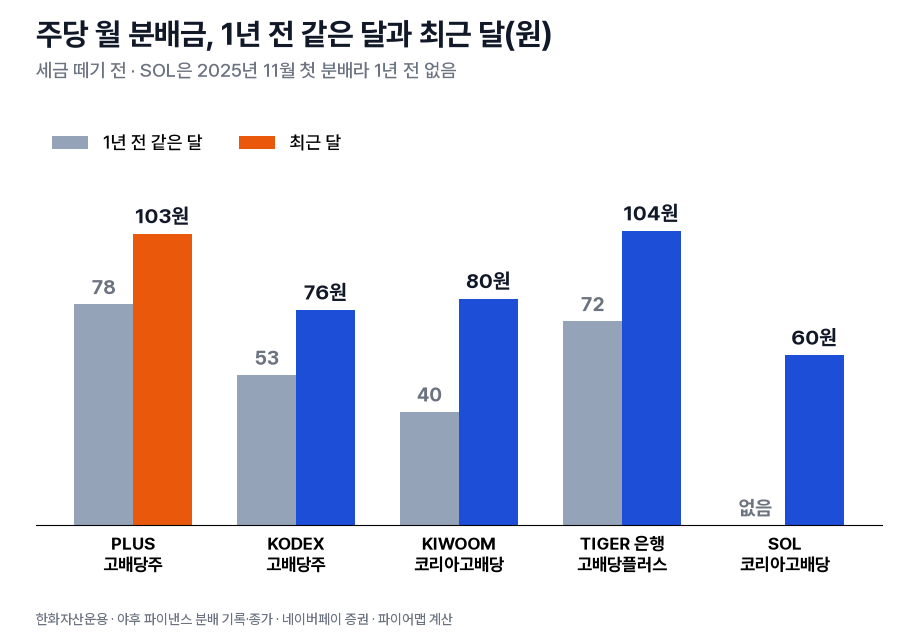 주당 월 분배금, 1년 전 같은 달과 최근 달(원)
세금 떼기 전 · SOL은 2025년 11월 첫 분배라 1년 전 없음
1년 전 같은 달
최근 달
78
103원
53
76원
40
80원
72
104원
없음
60원
PLUS
고배당주
KODEX
고배당주
KIWOOM
코리아고배당
TIGER 은행
고배당플러스
SOL
코리아고배당
한화자산운용 · 야후 파이낸스 분배 기록·종가 · 네이버페이 증권 · 파이어맵 계산